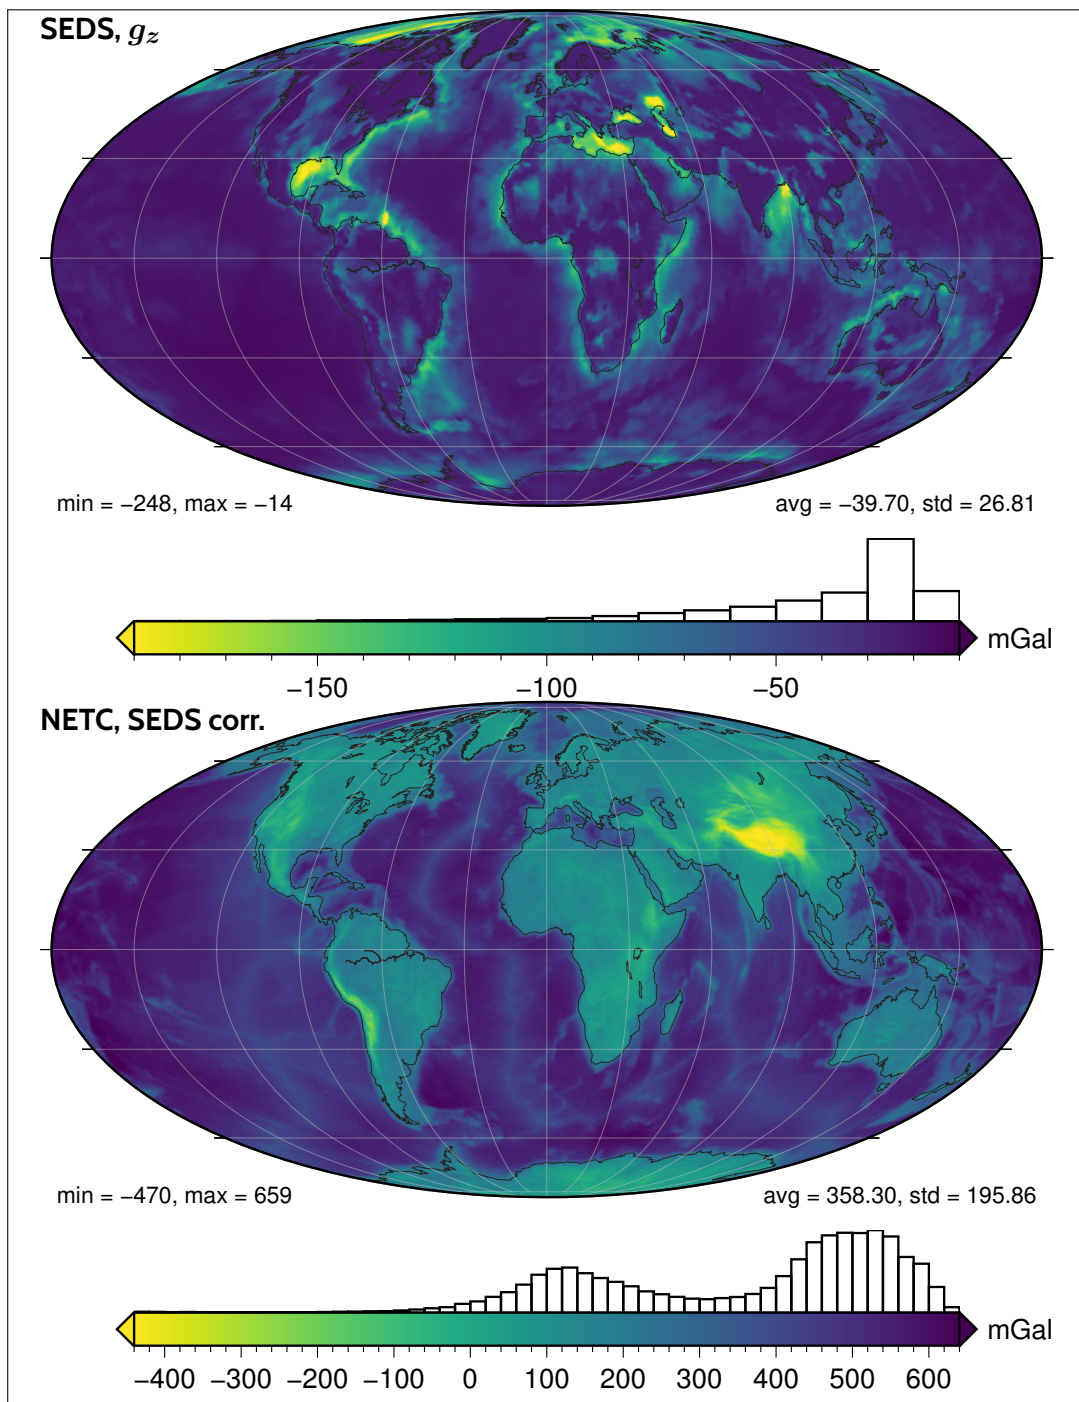 SEDS, g_z
min = −248, max = −14
avg = −39.70, std = 26.81
mGal
−150 −100 −50
NETC, SEDS corr.
min = −470, max = 659
avg = 358.30, std = 195.86
mGal
−400 −300 −200 −100 0 100 200 300 400 500 600